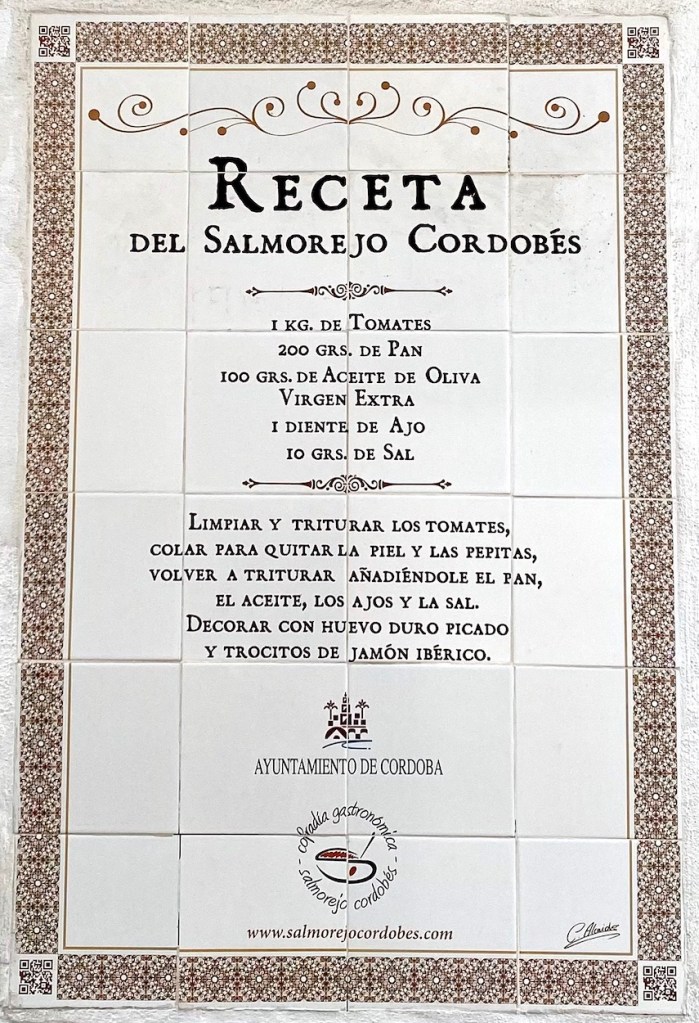 RECETA
DEL SALMOREJO CORDOBÉS
1 KG. DE TOMATES
200 GRS. DE PAN
100 GRS. DE ACEITE DE OLIVA
VIRGEN EXTRA
1 DIENTE DE AJO
10 GRS. DE SAL
LIMPIAR Y TRITURAR LOS TOMATES,
COLAR PARA QUITAR LA PIEL Y LAS PEPITAS,
VOLVER A TRITURAR AÑADIÉNDOLE EL PAN,
EL ACEITE, LOS AJOS Y LA SAL.
DECORAR CON HUEVO DURO PICADO
Y TROCITOS DE JAMÓN IBÉRICO.
AYUNTAMIENTO DE CORDOBA
cofradía gastronómica
- salmorejo cordobés -
www.salmorejocordobes.com